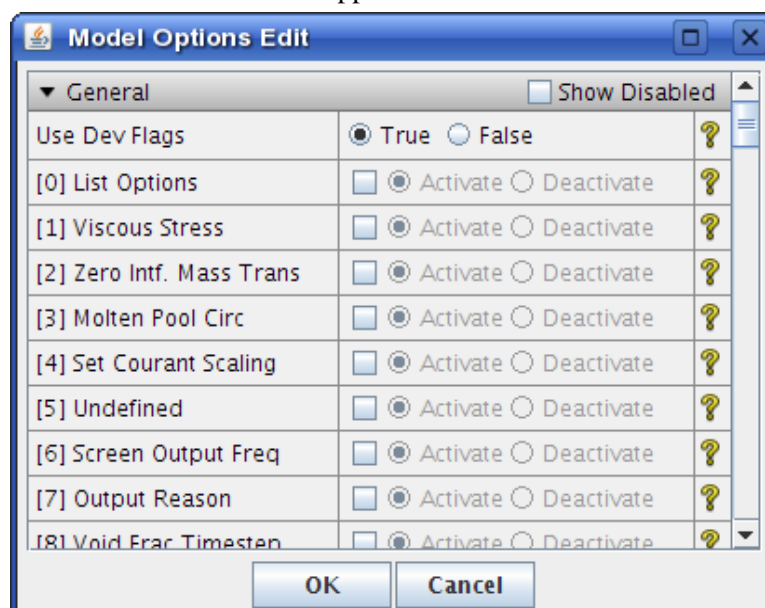 Model Options Edit
General Show Disabled
Use Dev Flags True False ?
[0] List Options Activate Deactivate ?
[1] Viscous Stress Activate Deactivate ?
[2] Zero Intf. Mass Trans Activate Deactivate ?
[3] Molten Pool Circ Activate Deactivate ?
[4] Set Courant Scaling Activate Deactivate ?
[5] Undefined Activate Deactivate ?
[6] Screen Output Freq Activate Deactivate ?
[7] Output Reason Activate Deactivate ?
[8] Void Frac Timestep Activate Deactivate ?
OK Cancel